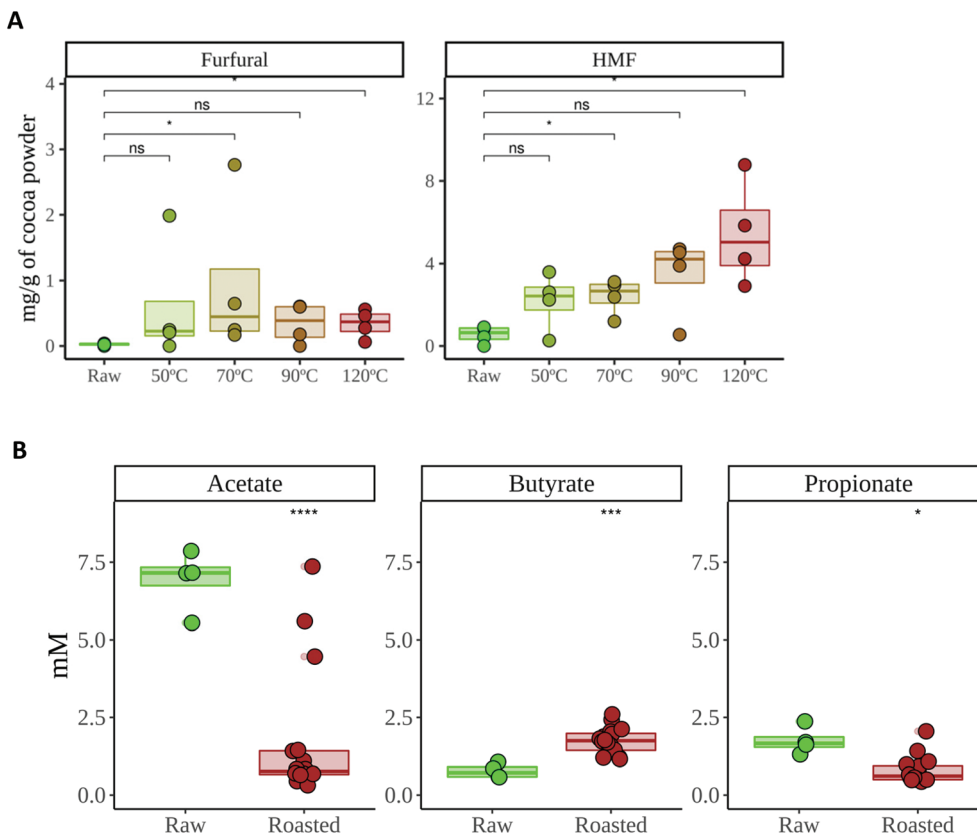 A
Furfural
HMF
mg/g of cocoa powder
4
3
2
1
0
*
ns
*
ns
12
8
4
0
*
ns
*
ns
Raw 50ºC 70ºC 90ºC 120ºC
Raw 50ºC 70ºC 90ºC 120ºC
B
Acetate
Butyrate
Propionate
mM
****
***
*
7.5
5.0
2.5
0.0
7.5
5.0
2.5
0.0
7.5
5.0
2.5
0.0
Raw Roasted
Raw Roasted
Raw Roasted